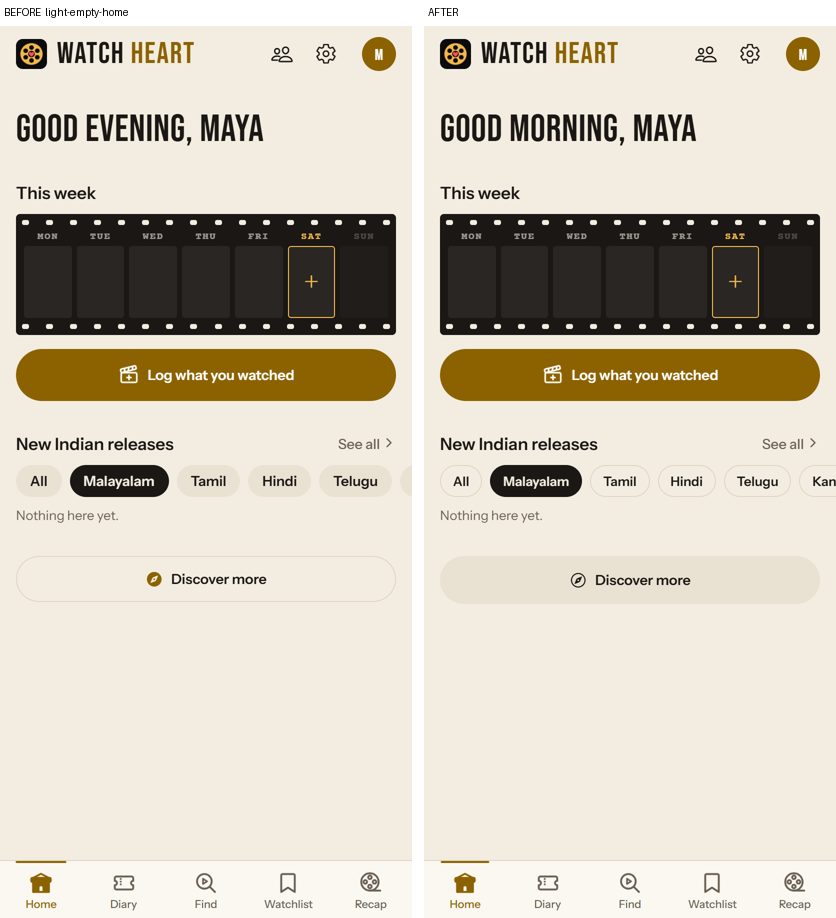 BEFORE light-empty-home
WATCH HEART
M
GOOD EVENING, MAYA
This week
MON TUE WED THU FRI SAT SUN
+
Log what you watched
New Indian releases See all >
All Malayalam Tamil Hindi Telugu
Nothing here yet.
Discover more
Home Diary Find Watchlist Recap
AFTER
WATCH HEART
M
GOOD MORNING, MAYA
This week
MON TUE WED THU FRI SAT SUN
+
Log what you watched
New Indian releases See all >
All Malayalam Tamil Hindi Telugu Kan
Nothing here yet.
Discover more
Home Diary Find Watchlist Recap